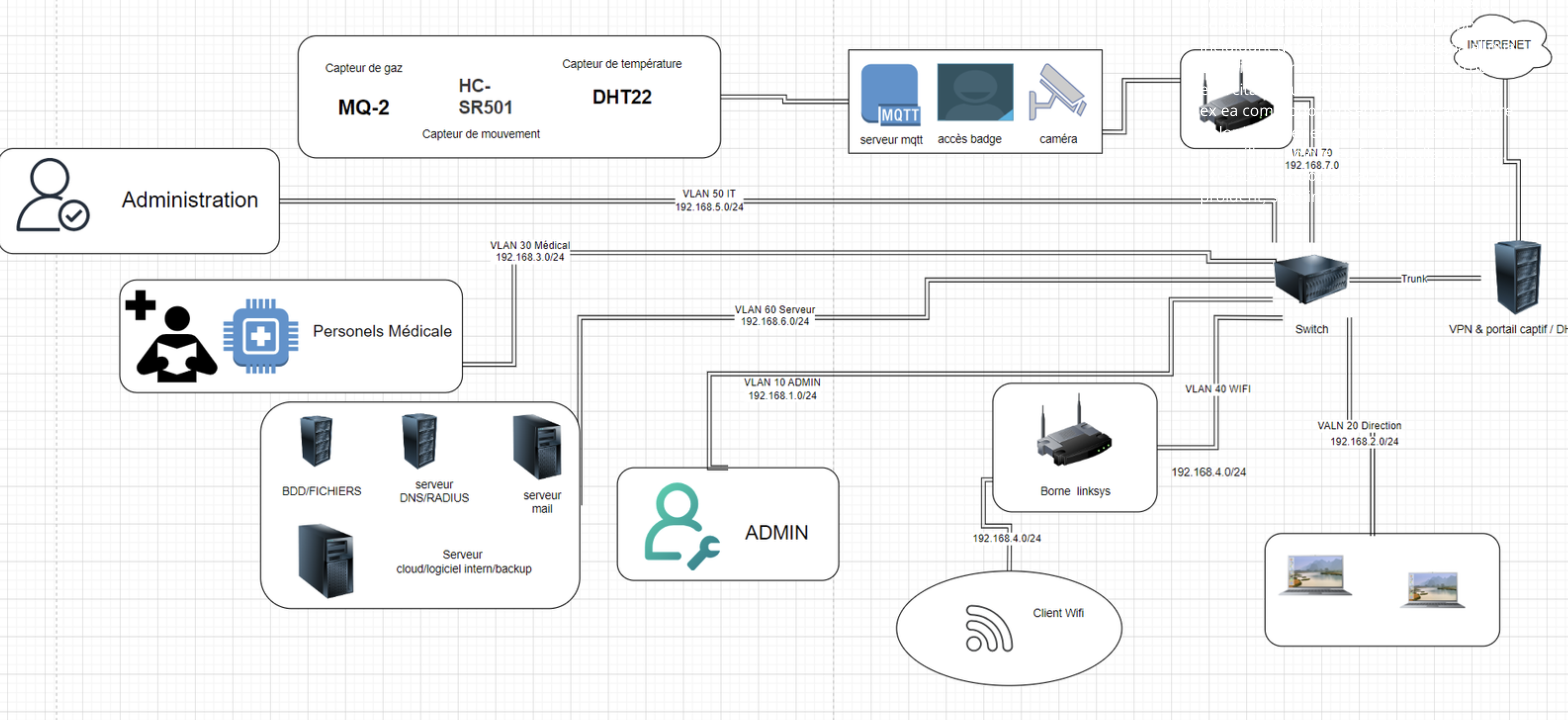 INTERENET
Capteur de gaz
Capteur de température
MQ-2
HC-
SR501
DHT22
Capteur de mouvement
MQTT
serveur mqtt
accès badge
caméra
ex ea com
VLAN 70
192.168.7.0
Administration
VLAN 50 IT
192.168.5.0/24
VLAN 30 Médical
192.168.3.0/24
Trunk
Switch
VPN & portail captif / DH
Personels Médicale
VLAN 60 Serveur
192.168.6.0/24
VLAN 10 ADMIN
192.168.1.0/24
VLAN 40 WIFI
192.168.4.0/24
VALN 20 Direction
192.168.2.0/24
BDD/FICHIERS
serveur
DNS/RADIUS
serveur
mail
Serveur
cloud/logiciel intern/backup
ADMIN
Borne linksys
192.168.4.0/24
Client Wifi